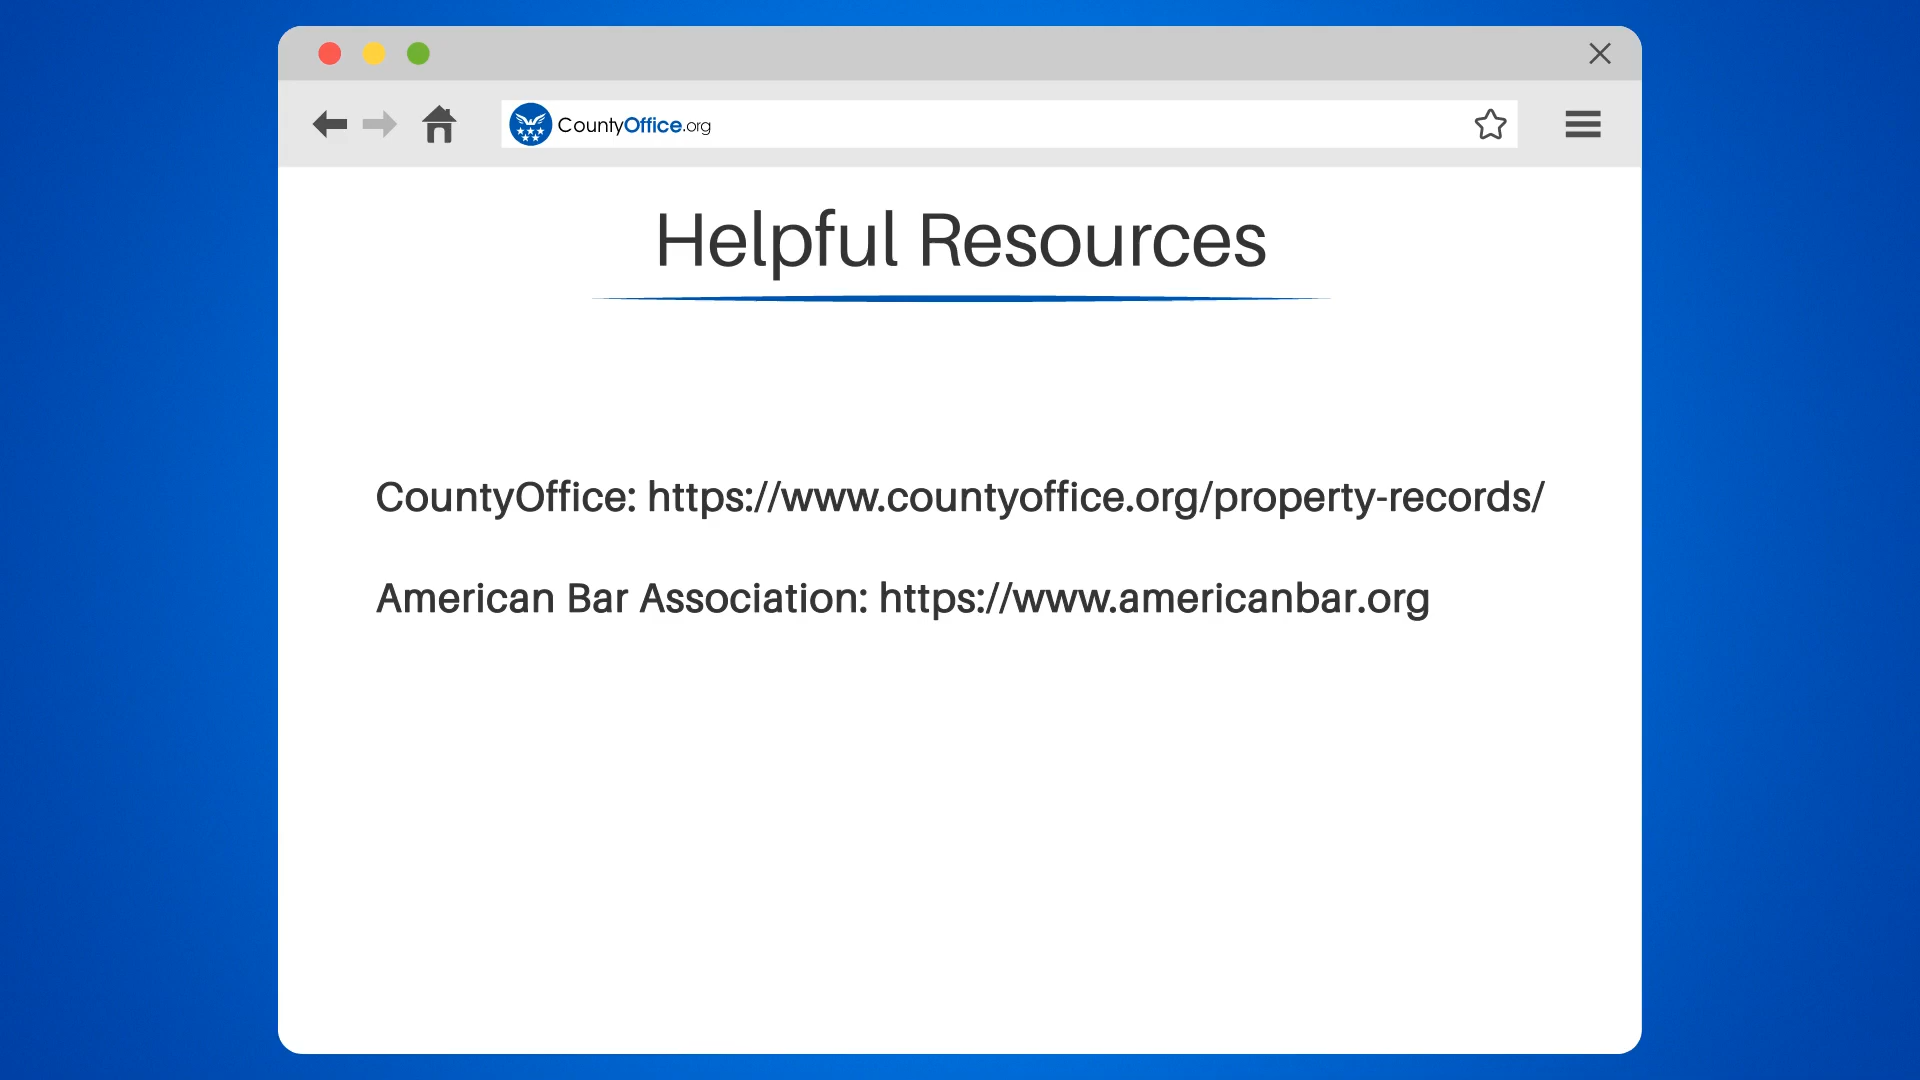 CountyOffice.org
Helpful Resources
CountyOffice: https://www.countyoffice.org/property-records/
American Bar Association: https://www.americanbar.org